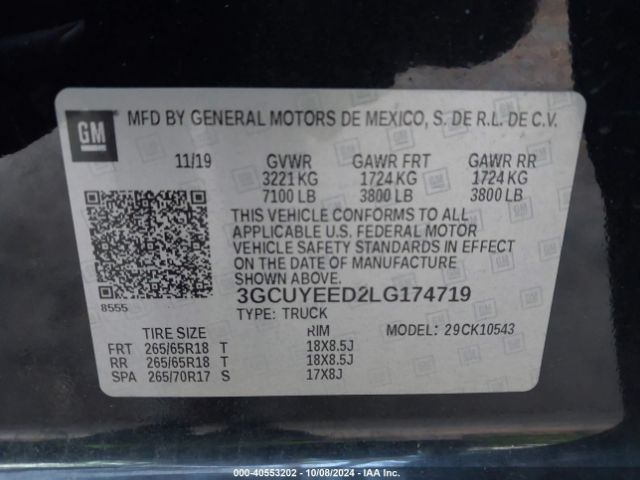 GM
MFD BY GENERAL MOTORS DE MEXICO, S. DE R.L. DE C.V.
11/19 GVWR GAWR FRT GAWR RR
3221 KG 1724 KG 1724 KG
7100 LB 3800 LB 3800 LB
THIS VEHICLE CONFORMS TO ALL
APPLICABLE U.S. FEDERAL MOTOR
VEHICLE SAFETY STANDARDS IN EFFECT
ON THE DATE OF MANUFACTURE
SHOWN ABOVE.
8555
3GCUYEED2LG174719
TYPE: TRUCK
TIRE SIZE RIM MODEL: 29CK10543
FRT 265/65R18 T 18X8.5J
RR 265/65R18 T 18X8.5J
SPA 265/70R17 S 17X8J
000-40553202 - 10/08/2024 - IAA Inc.